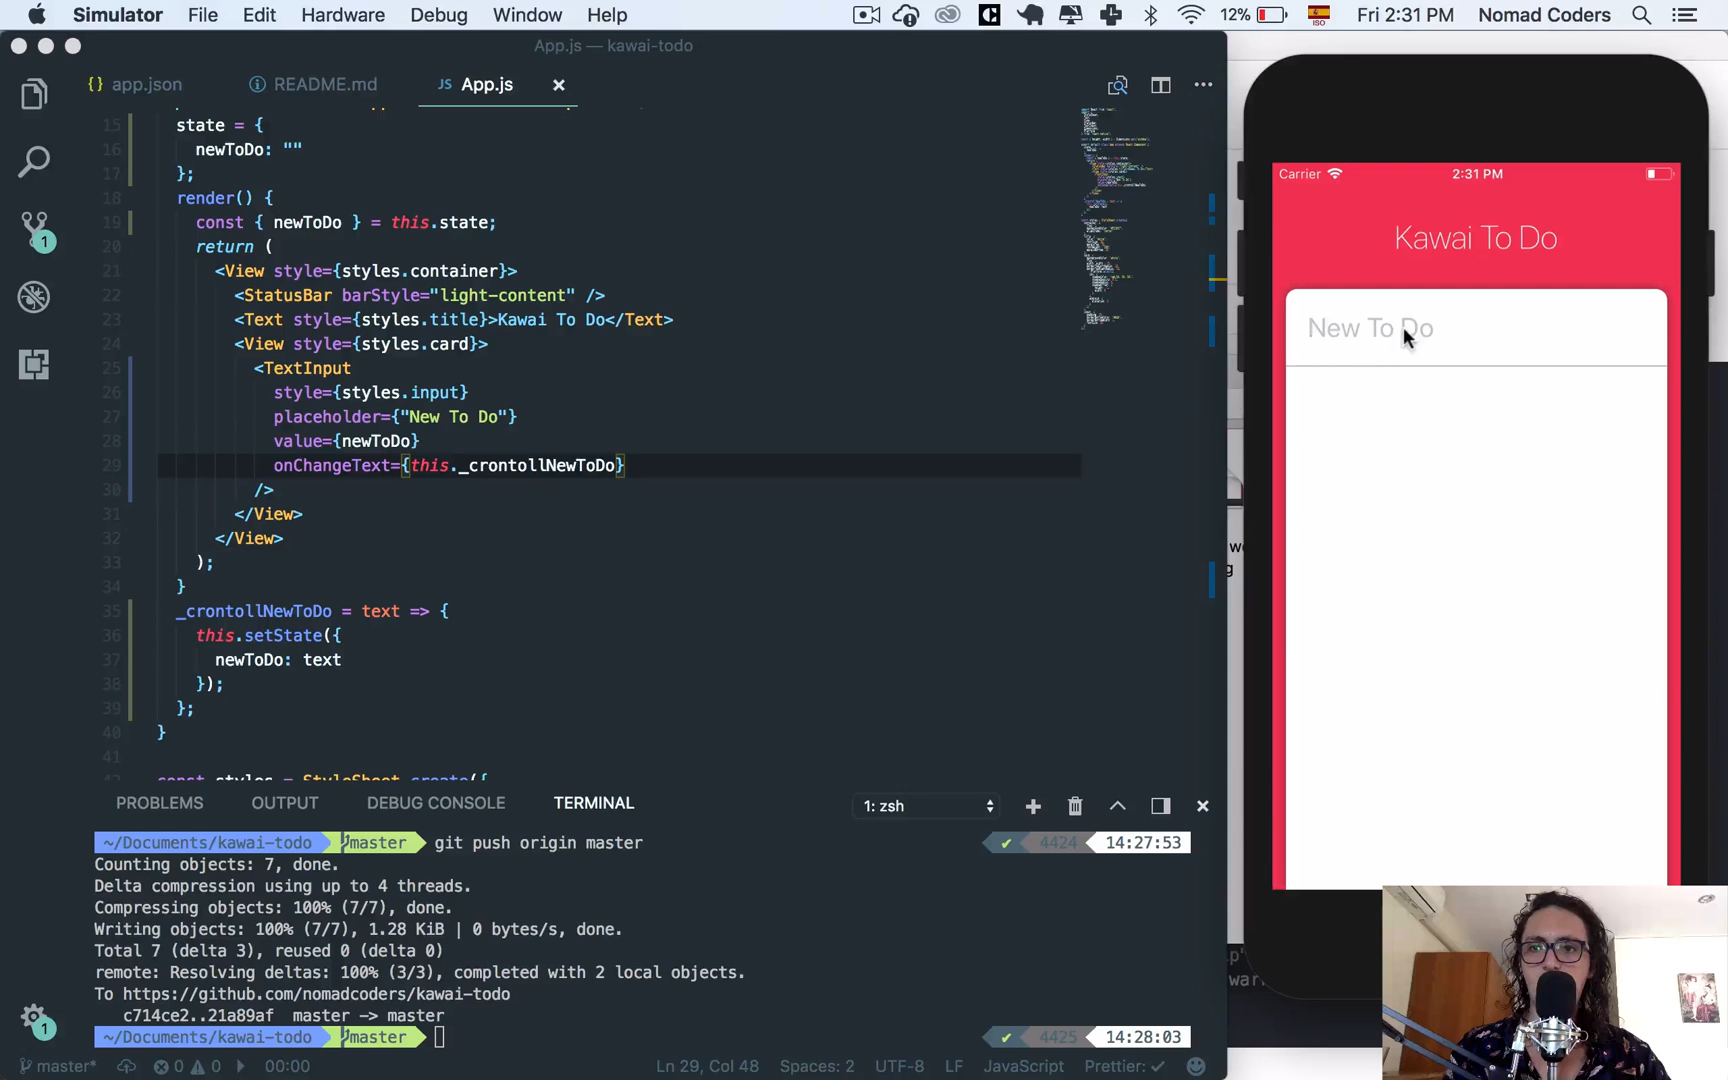 Simulator File Edit Hardware Debug Window Help 12% ISO Fri 2:31 PM Nomad Coders
App.js — kawai-todo
{} app.json README.md JS App.js
15 state = {
16 newToDo: ""
17 };
18 render() {
19 const { newToDo } = this.state;
20 return (
21 <View style={styles.container}>
22 <StatusBar barStyle="light-content" />
23 <Text style={styles.title}>Kawai To Do</Text>
24 <View style={styles.card}>
25 <TextInput
26 style={styles.input}
27 placeholder={"New To Do"}
28 value={newToDo}
29 onChangeText={this._crontollNewToDo}
30 />
31 </View>
32 </View>
33 );
34 }
35 _crontollNewToDo = text => {
36 this.setState({
37 newToDo: text
38 });
39 };
40 }
41
42 const styles = StyleSheet.create({
1
1
PROBLEMS OUTPUT DEBUG CONSOLE TERMINAL 1: zsh
~/Documents/kawai-todo master git push origin master ✔ 4424 14:27:53
Counting objects: 7, done.
Delta compression using up to 4 threads.
Compressing objects: 100% (7/7), done.
Writing objects: 100% (7/7), 1.28 KiB | 0 bytes/s, done.
Total 7 (delta 3), reused 0 (delta 0)
remote: Resolving deltas: 100% (3/3), completed with 2 local objects.
To https://github.com/nomadcoders/kawai-todo
c714ce2..21a89af master -> master
~/Documents/kawai-todo master ✔ 4425 14:28:03
master* 0 0 00:00 Ln 29, Col 48 Spaces: 2 UTF-8 LF JavaScript Prettier: ✓
Carrier 2:31 PM
Kawai To Do
New To Do